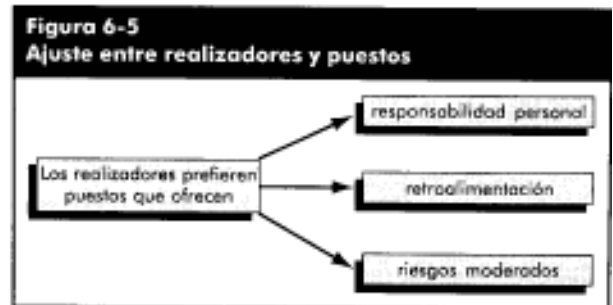 Figura 6-5
Ajuste entre realizadores y puestos
responsabilidad personal
Los realizadores prefieren
puestos que ofrecen
retroalimentación
riesgos moderados